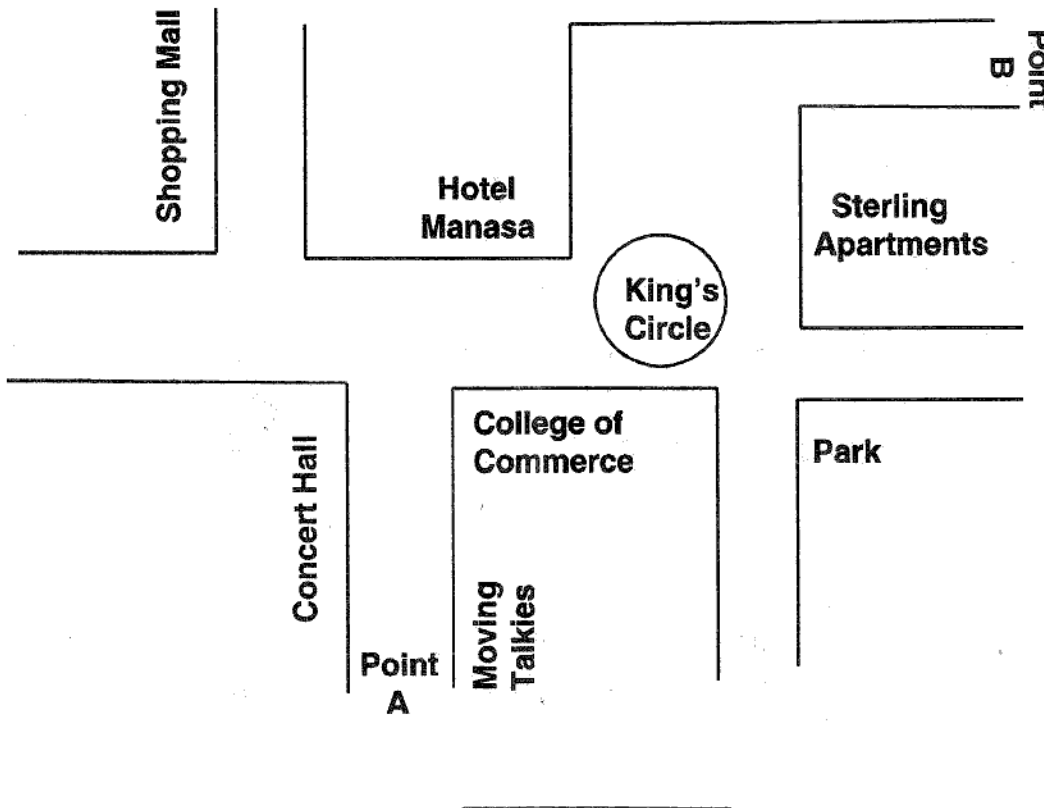 Shopping Mall
Point
B
Hotel
Manasa
Sterling
Apartments
King's
Circle
College of
Commerce
Park
Concert Hall
Moving
Talkies
Point
A